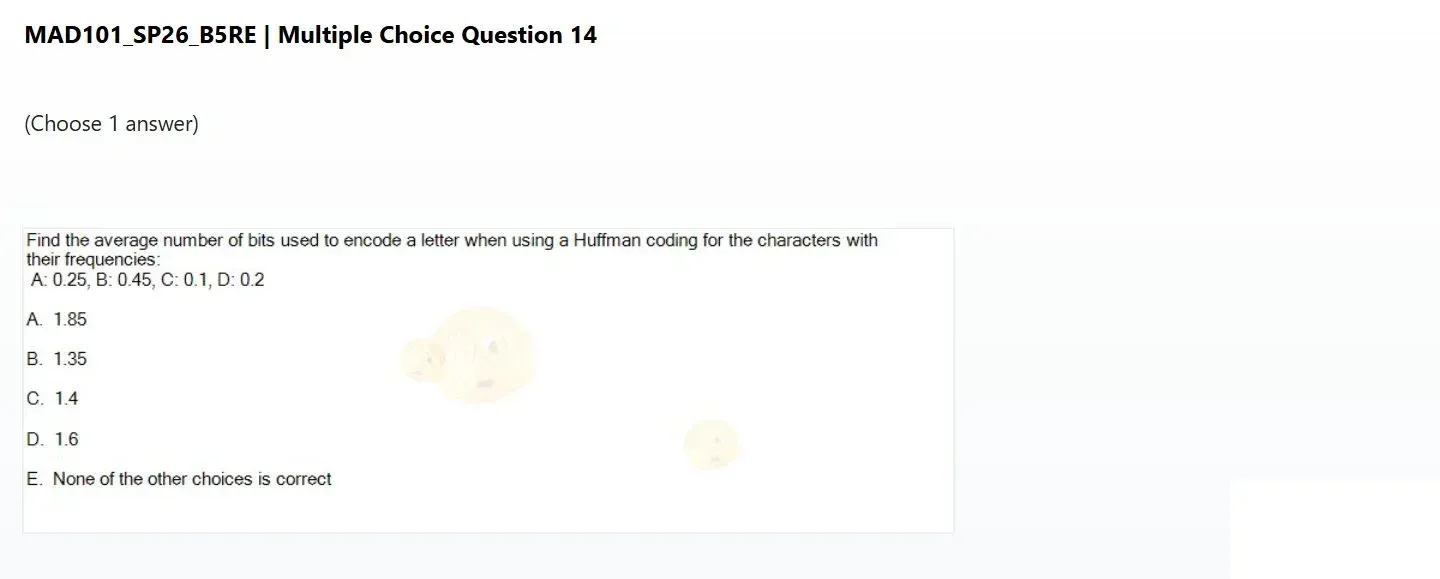 MAD101_SP26_B5RE | Multiple Choice Question 14
(Choose 1 answer)
Find the average number of bits used to encode a letter when using a Huffman coding for the characters with
their frequencies:
A: 0.25, B: 0.45, C: 0.1, D: 0.2
A. 1.85
B. 1.35
C. 1.4
D. 1.6
E. None of the other choices is correct